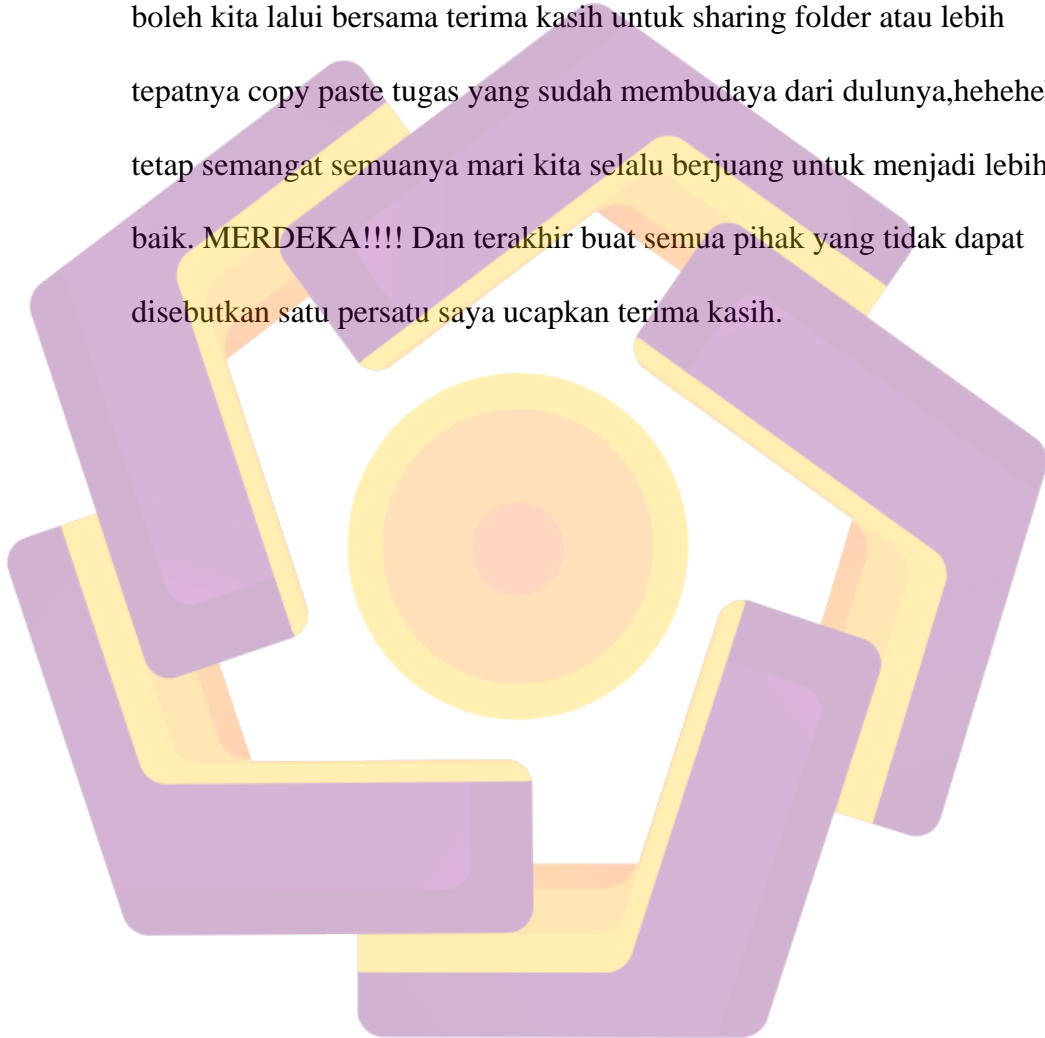 boleh kita lalui bersama terima kasih untuk sharing folder atau lebih
tepatnya copy paste tugas yang sudah membudaya dari dulunya,hehehe
tetap semangat semuanya mari kita selalu berjuang untuk menjadi lebih
baik. MERDEKA!!!! Dan terakhir buat semua pihak yang tidak dapat
disebutkan satu persatu saya ucapkan terima kasih.